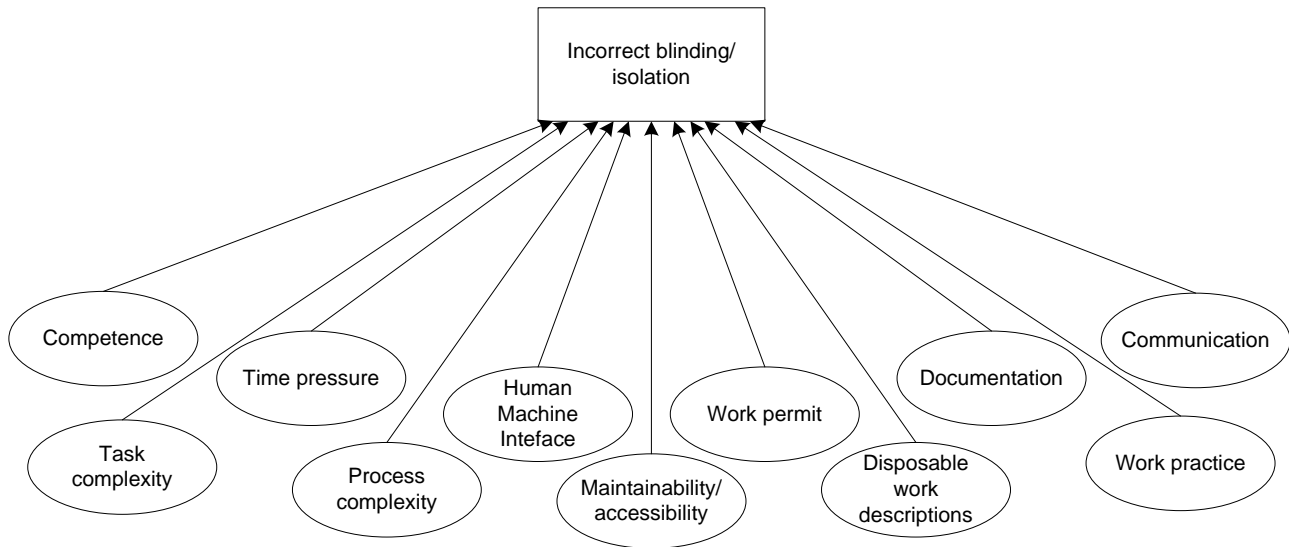 Incorrect blinding/
isolation
Competence
Communication
Time pressure
Documentation
Human
Machine
Inteface
Work permit
Task
complexity
Process
complexity
Maintainability/
accessibility
Disposable
work
descriptions
Work practice